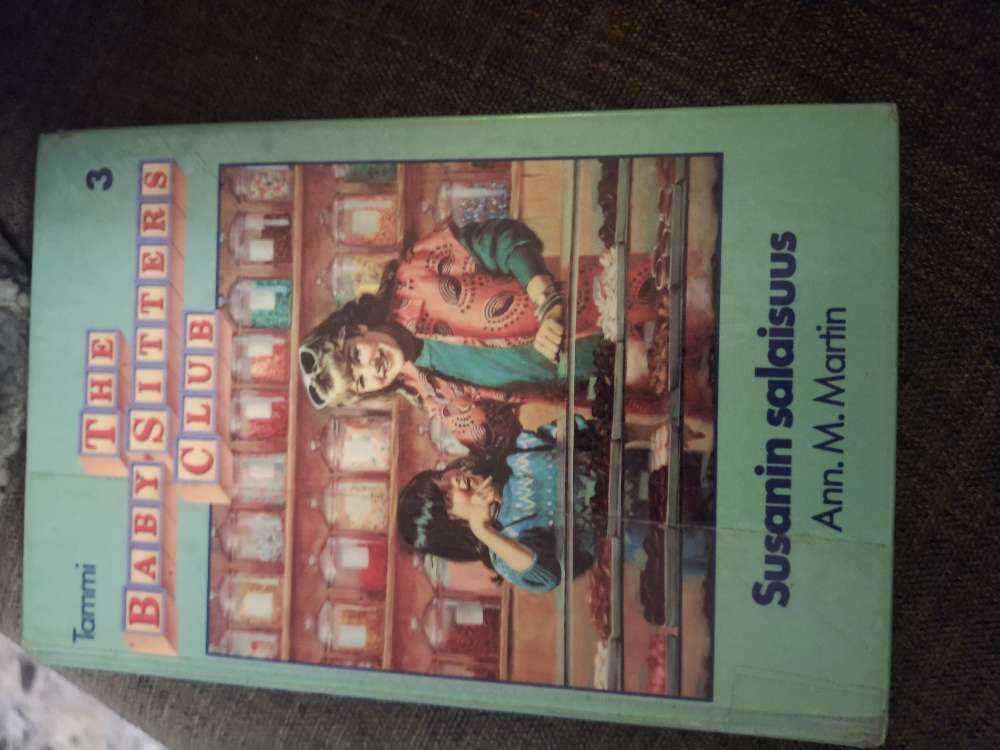 Tammi
3
THE
BABY SITTERS
CLUB
Susanin salaisuus
Ann. M. Martin